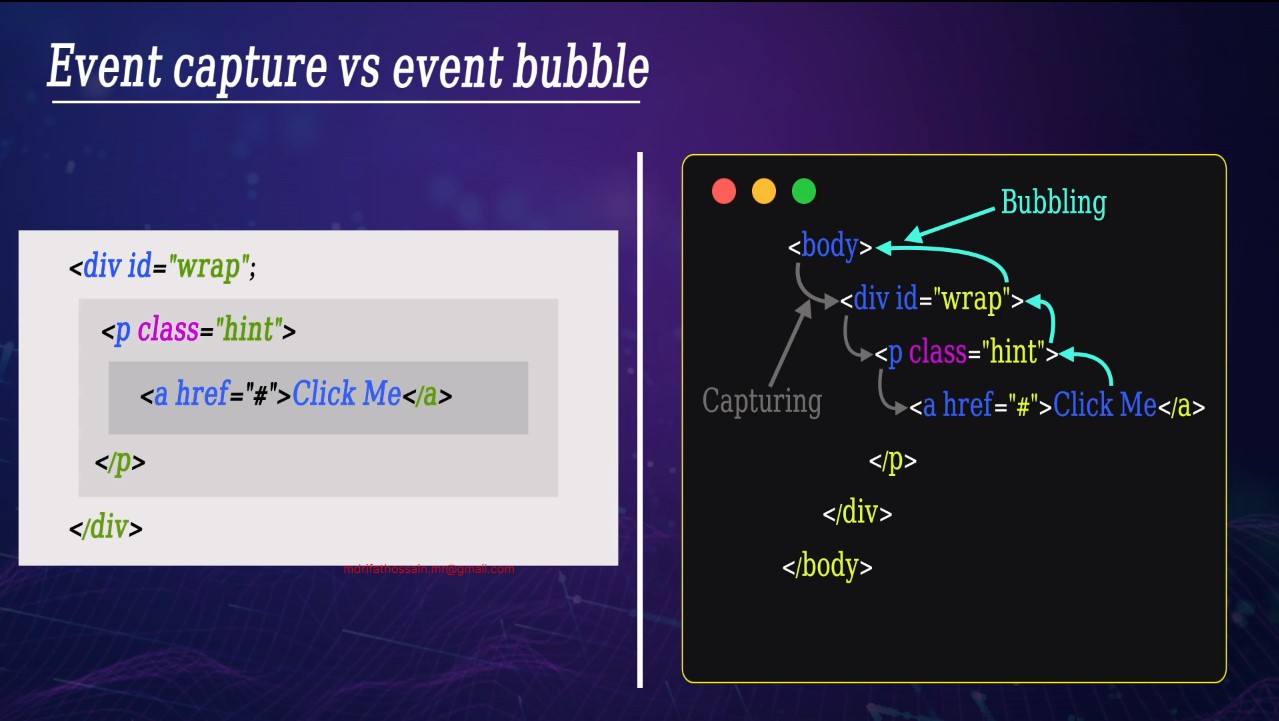 Event capture vs event bubble
<div id="wrap";
<p class="hint">
<a href="#">Click Me</a>
</p>
</div>
mdrifathossain.mr@gmail.com
Bubbling
<body>
<div id="wrap">
<p class="hint">
Capturing
<a href="#">Click Me</a>
</p>
</div>
</body>